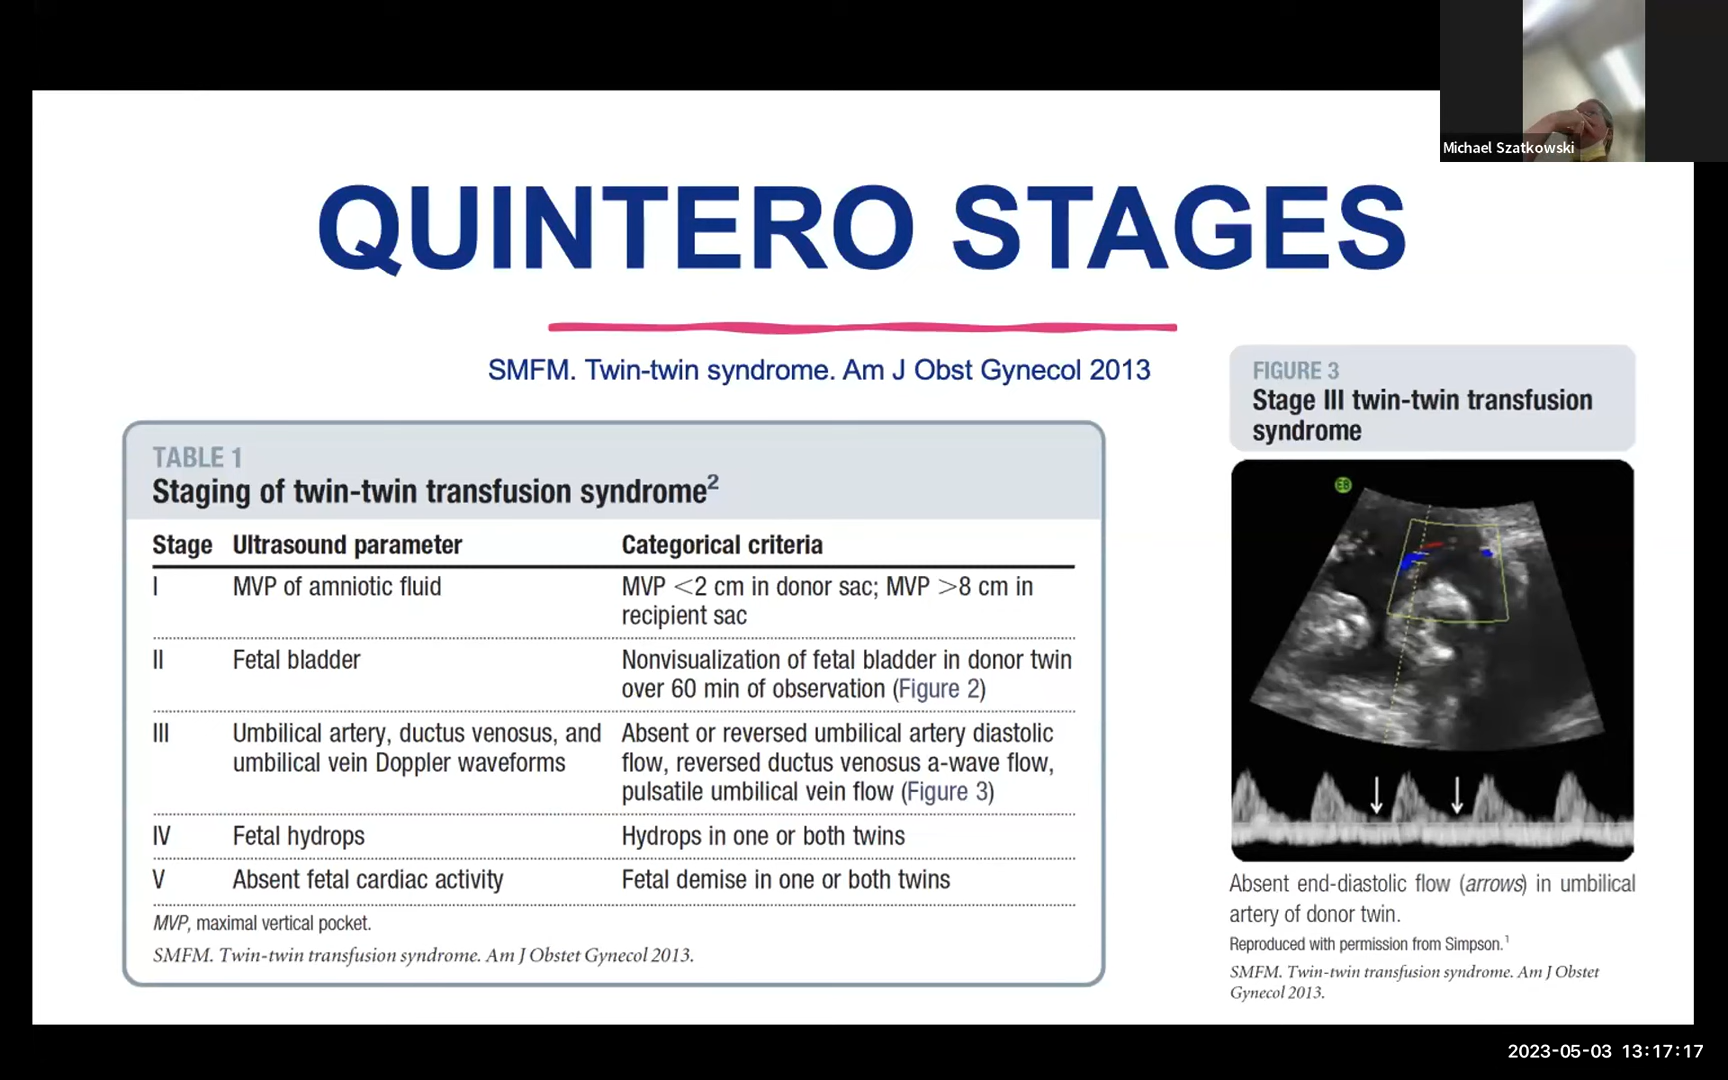 Michael Szatkowski
QUINTERO STAGES
SMFM. Twin-twin syndrome. Am J Obst Gynecol 2013
TABLE 1
Staging of twin-twin transfusion syndrome2
Stage Ultrasound parameter Categorical criteria
I MVP of amniotic fluid MVP <2 cm in donor sac; MVP >8 cm in
recipient sac
II Fetal bladder Nonvisualization of fetal bladder in donor twin
over 60 min of observation (Figure 2)
III Umbilical artery, ductus venosus, and Absent or reversed umbilical artery diastolic
umbilical vein Doppler waveforms flow, reversed ductus venosus a-wave flow,
pulsatile umbilical vein flow (Figure 3)
IV Fetal hydrops Hydrops in one or both twins
V Absent fetal cardiac activity Fetal demise in one or both twins
MVP, maximal vertical pocket.
SMFM. Twin-twin transfusion syndrome. Am J Obstet Gynecol 2013.
FIGURE 3
Stage III twin-twin transfusion
syndrome
EB
Absent end-diastolic flow (arrows) in umbilical
artery of donor twin.
Reproduced with permission from Simpson.1
SMFM. Twin-twin transfusion syndrome. Am J Obstet
Gynecol 2013.
2023-05-03 13:17:17